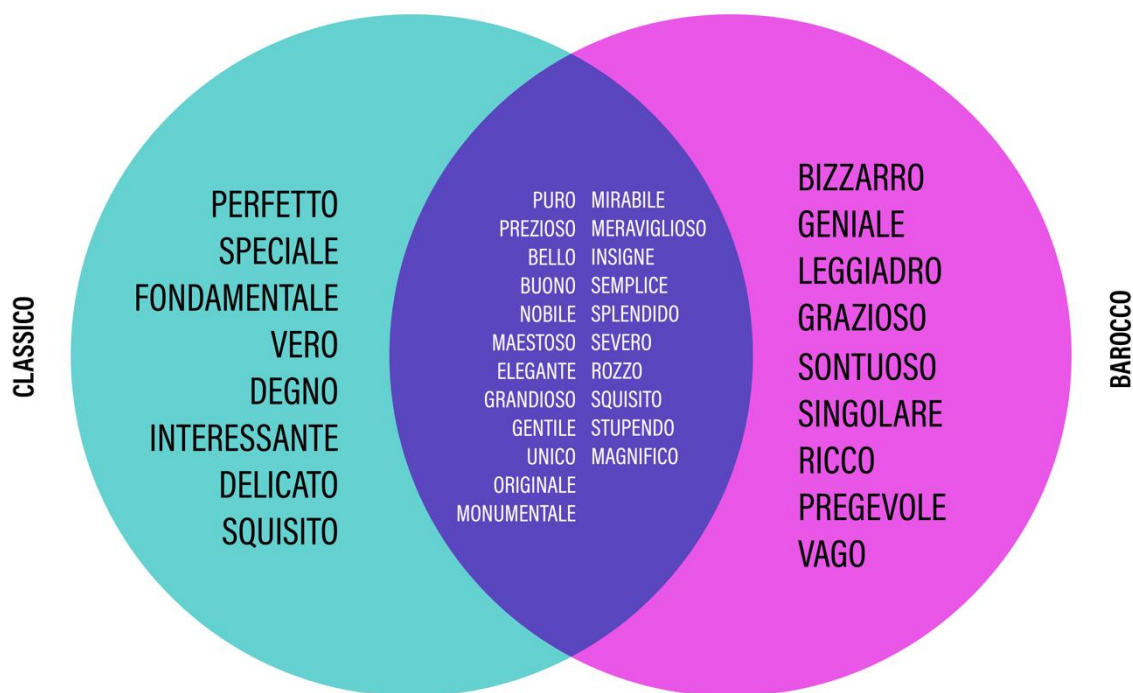 CLASSICO
PERFETTO
SPECIALE
FONDAMENTALE
VERO
DEGNO
INTERESSANTE
DELICATO
SQUISITO
PURO MIRABILE
PREZIOSO MERAVIGLIOSO
BELLO INSIGNE
BUONO SEMPLICE
NOBILE SPLENDIDO
MAESTOSO SEVERO
ELEGANTE ROZZO
GRANDIOSO SQUISITO
GENTILE STUPENDO
UNICO MAGNIFICO
ORIGINALE
MONUMENTALE
BIZZARRO
GENIALE
LEGGIADRO
GRAZIOSO
SONTUOSO
SINGOLARE
RICCO
PREGEVOLE
VAGO
BAROCCO